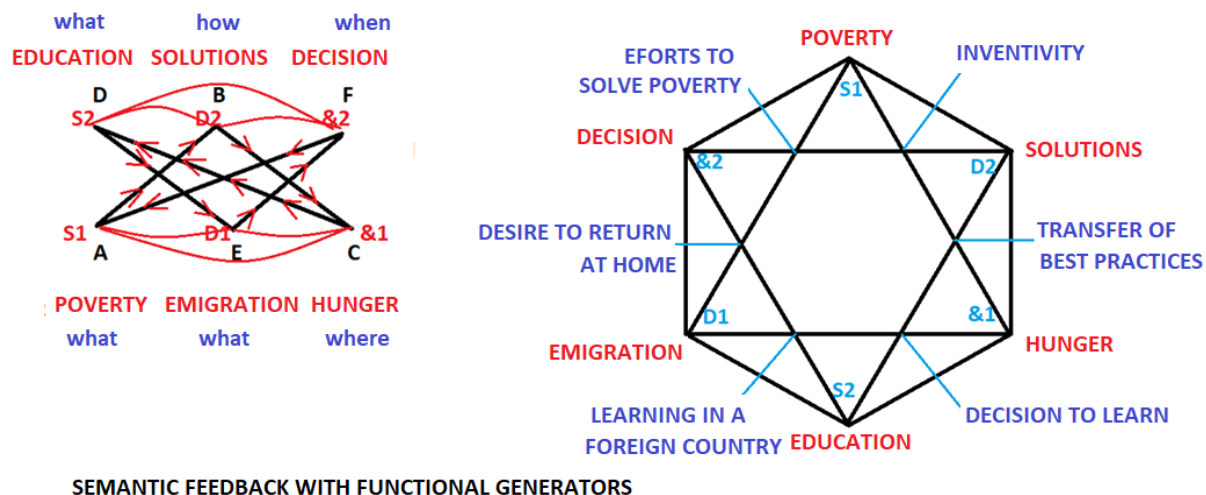 what how when
EDUCATION SOLUTIONS DECISION
D B F
S2 D2 &2
S1 D1 &1
A E C
POVERTY EMIGRATION HUNGER
what what where
POVERTY
EFORTS TO
SOLVE POVERTY
INVENTIVITY
S1
DECISION
&2
D2
SOLUTIONS
DESIRE TO RETURN
AT HOME
TRANSFER OF
BEST PRACTICES
D1
&1
EMIGRATION
HUNGER
S2
LEARNING IN A
FOREIGN COUNTRY
EDUCATION
DECISION TO LEARN
SEMANTIC FEEDBACK WITH FUNCTIONAL GENERATORS